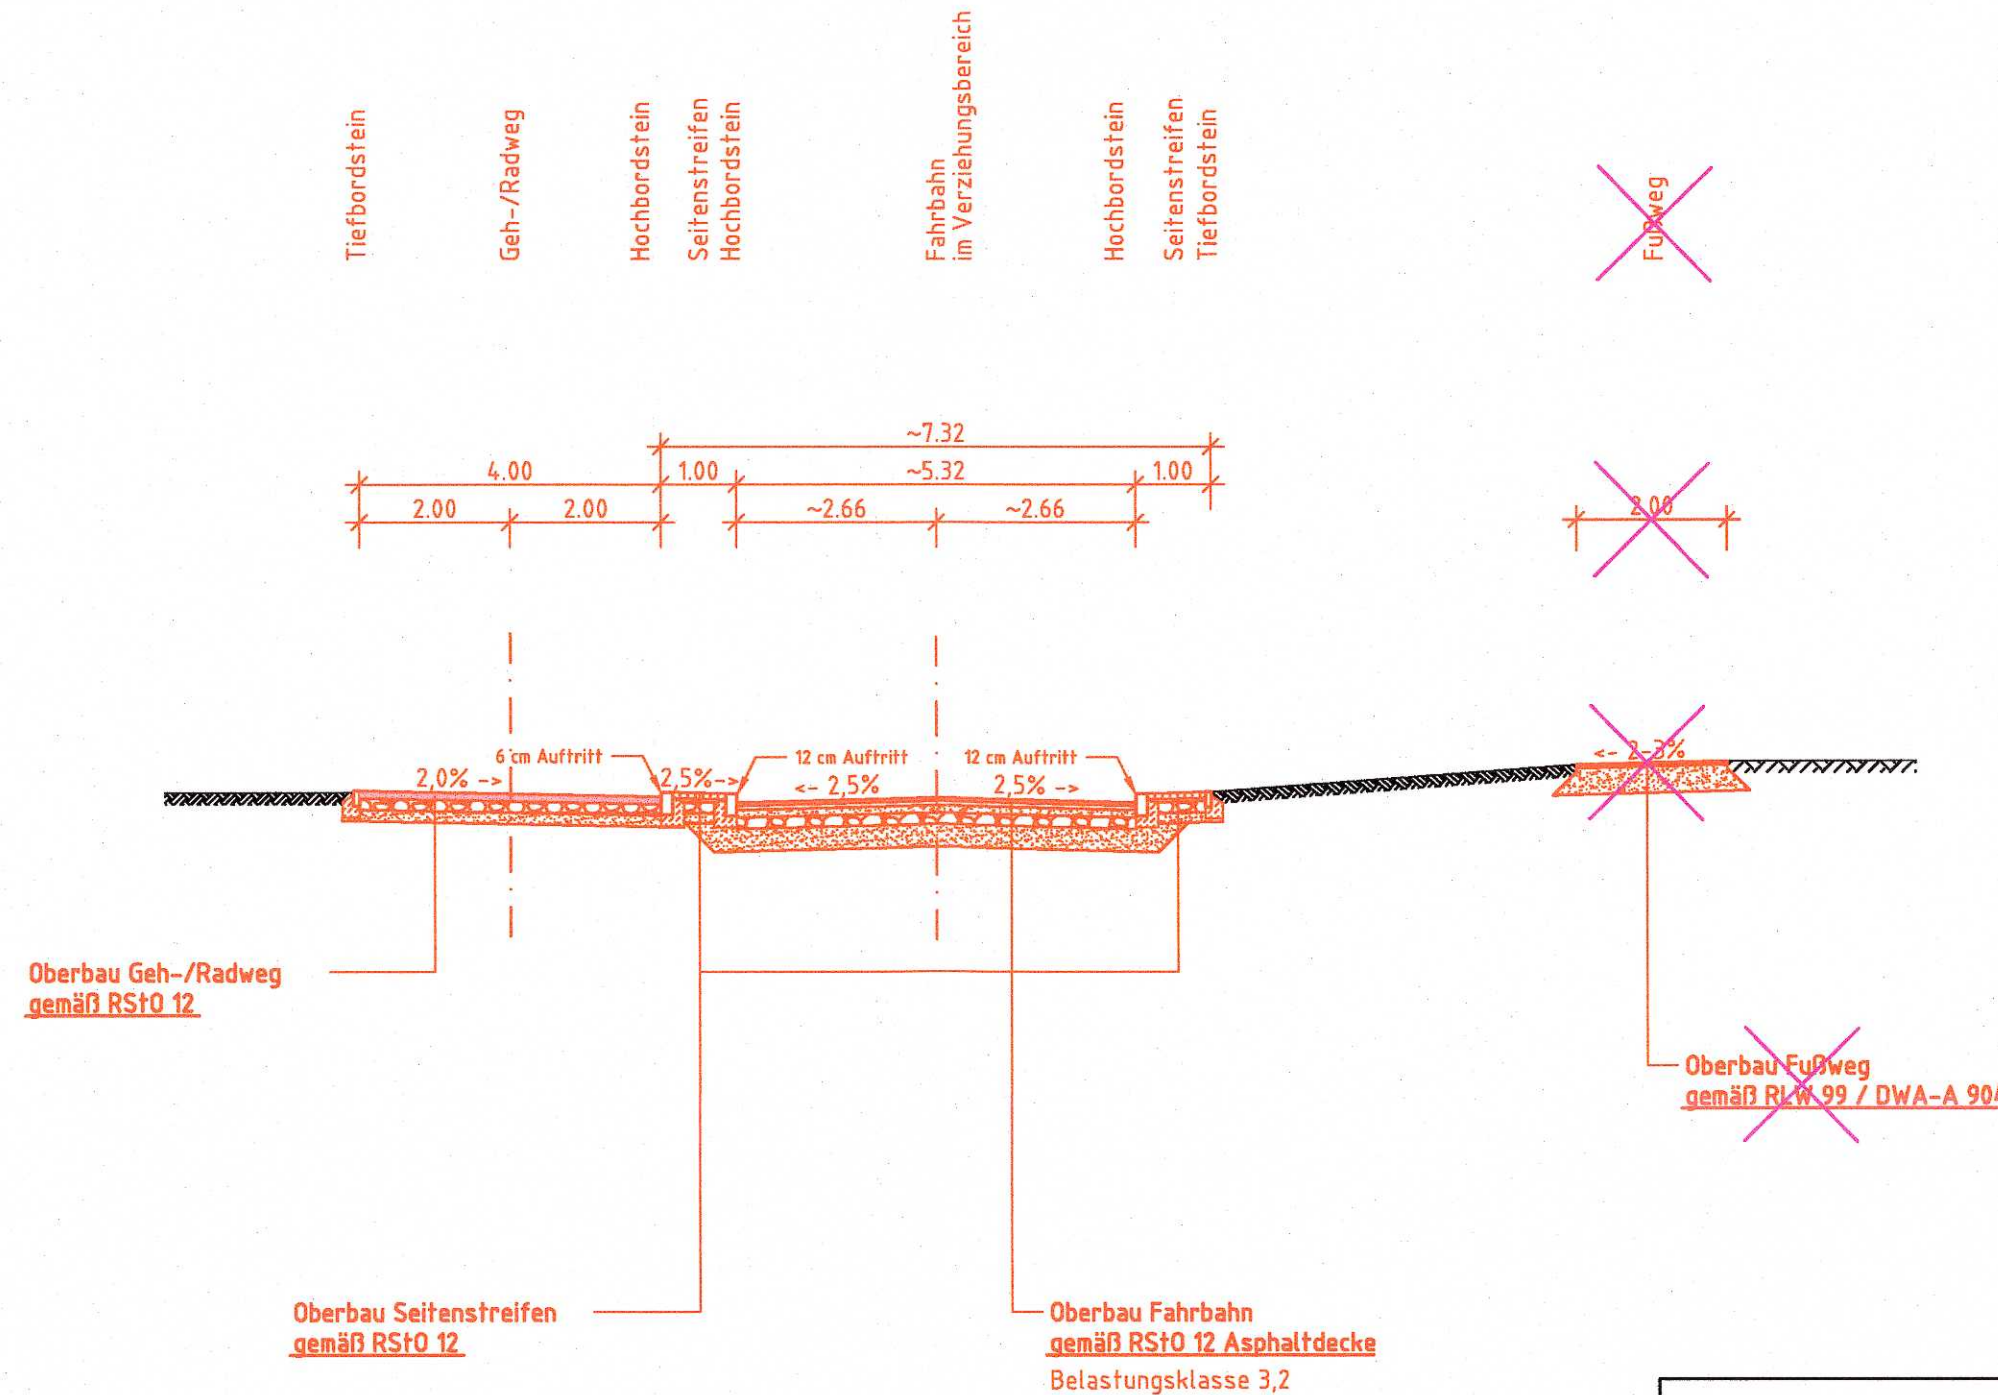 Tiefbordstein
Geh-/Radweg
Hochbordstein
Seitenstreifen
Hochbordstein
Fahrbahn
im Verziehungsbereich
Hochbordstein
Seitenstreifen
Tiefbordstein
Fußweg
~7.32
4.00
1.00
~5.32
1.00
2.00
2.00
~2.66
~2.66
2.00
6 cm Auftritt
12 cm Auftritt
12 cm Auftritt
<- 2-3%
2,0% ->
2,5%->
<- 2,5%
2,5% ->
Oberbau Geh-/Radweg
gemäß RStO 12
Oberbau Fußweg
gemäß RLW 99 / DWA-A 904
Oberbau Seitenstreifen
gemäß RStO 12
Oberbau Fahrbahn
gemäß RStO 12 Asphaltdecke
Belastungsklasse 3,2